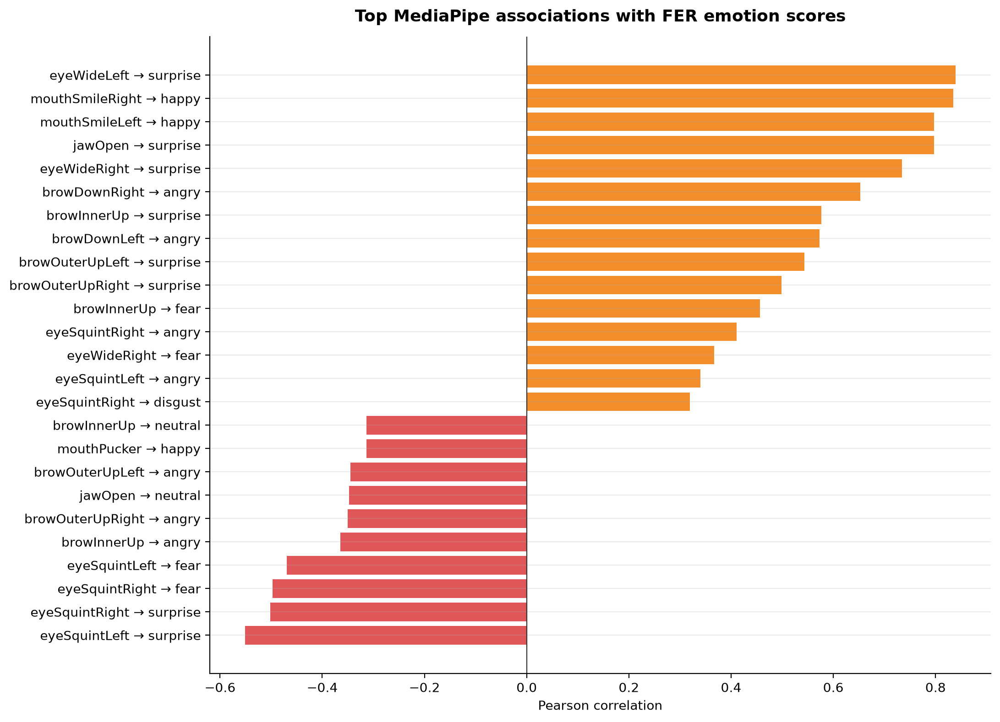 Top MediaPipe associations with FER emotion scores
eyeWideLeft → surprise
mouthSmileRight → happy
mouthSmileLeft → happy
jawOpen → surprise
eyeWideRight → surprise
browDownRight → angry
browInnerUp → surprise
browDownLeft → angry
browOuterUpLeft → surprise
browOuterUpRight → surprise
browInnerUp → fear
eyeSquintRight → angry
eyeWideRight → fear
eyeSquintLeft → angry
eyeSquintRight → disgust
browInnerUp → neutral
mouthPucker → happy
browOuterUpLeft → angry
jawOpen → neutral
browOuterUpRight → angry
browInnerUp → angry
eyeSquintLeft → fear
eyeSquintRight → fear
eyeSquintRight → surprise
eyeSquintLeft → surprise
−0.6 −0.4 −0.2 0.0 0.2 0.4 0.6 0.8
Pearson correlation